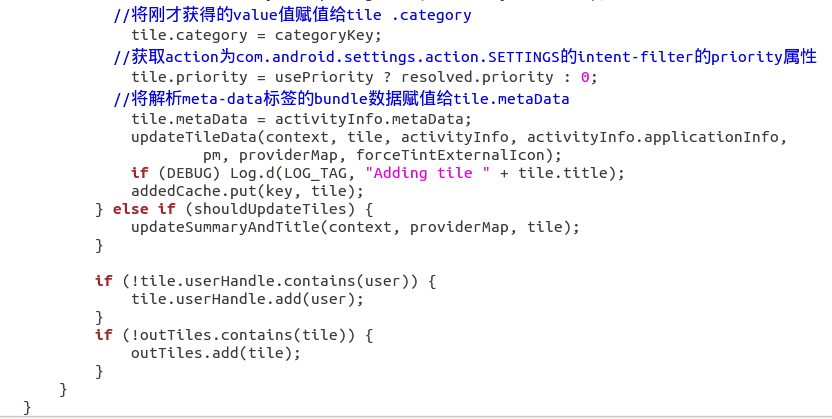 //将刚才获得的value值赋值给tile .category
tile.category = categoryKey;
//获取action为com.android.settings.action.SETTINGS的intent-filter的priority属性
tile.priority = usePriority ? resolved.priority : 0;
//将解析meta-data标签的bundle数据赋值给tile.metaData
tile.metaData = activityInfo.metaData;
updateTileData(context, tile, activityInfo, activityInfo.applicationInfo,
pm, providerMap, forceTintExternalIcon);
if (DEBUG) Log.d(LOG_TAG, "Adding tile " + tile.title);
addedCache.put(key, tile);
} else if (shouldUpdateTiles) {
updateSummaryAndTitle(context, providerMap, tile);
}
if (!tile.userHandle.contains(user)) {
tile.userHandle.add(user);
}
if (!outTiles.contains(tile)) {
outTiles.add(tile);
}
}
}